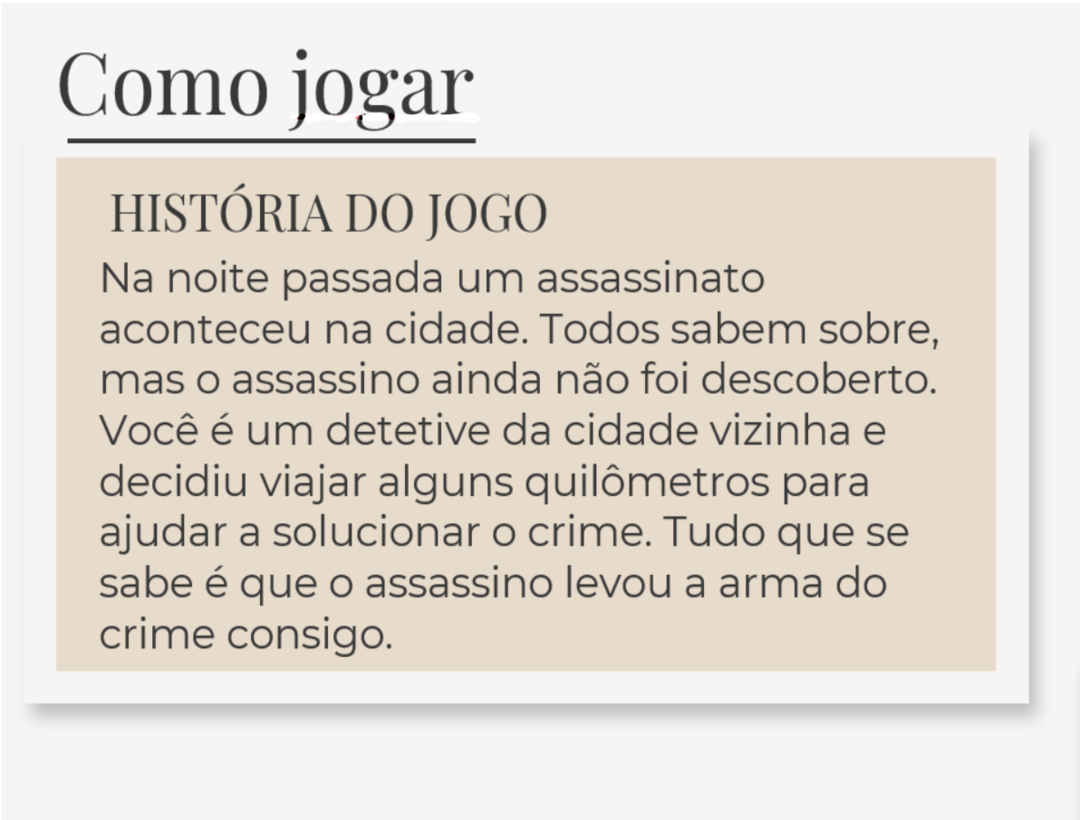 Como jogar
HISTÓRIA DO JOGO
Na noite passada um assassinato
aconteceu na cidade. Todos sabem sobre,
mas o assassino ainda não foi descoberto.
Você é um detetive da cidade vizinha e
decidiu viajar alguns quilômetros para
ajudar a solucionar o crime. Tudo que se
sabe é que o assassino levou a arma do
crime consigo.